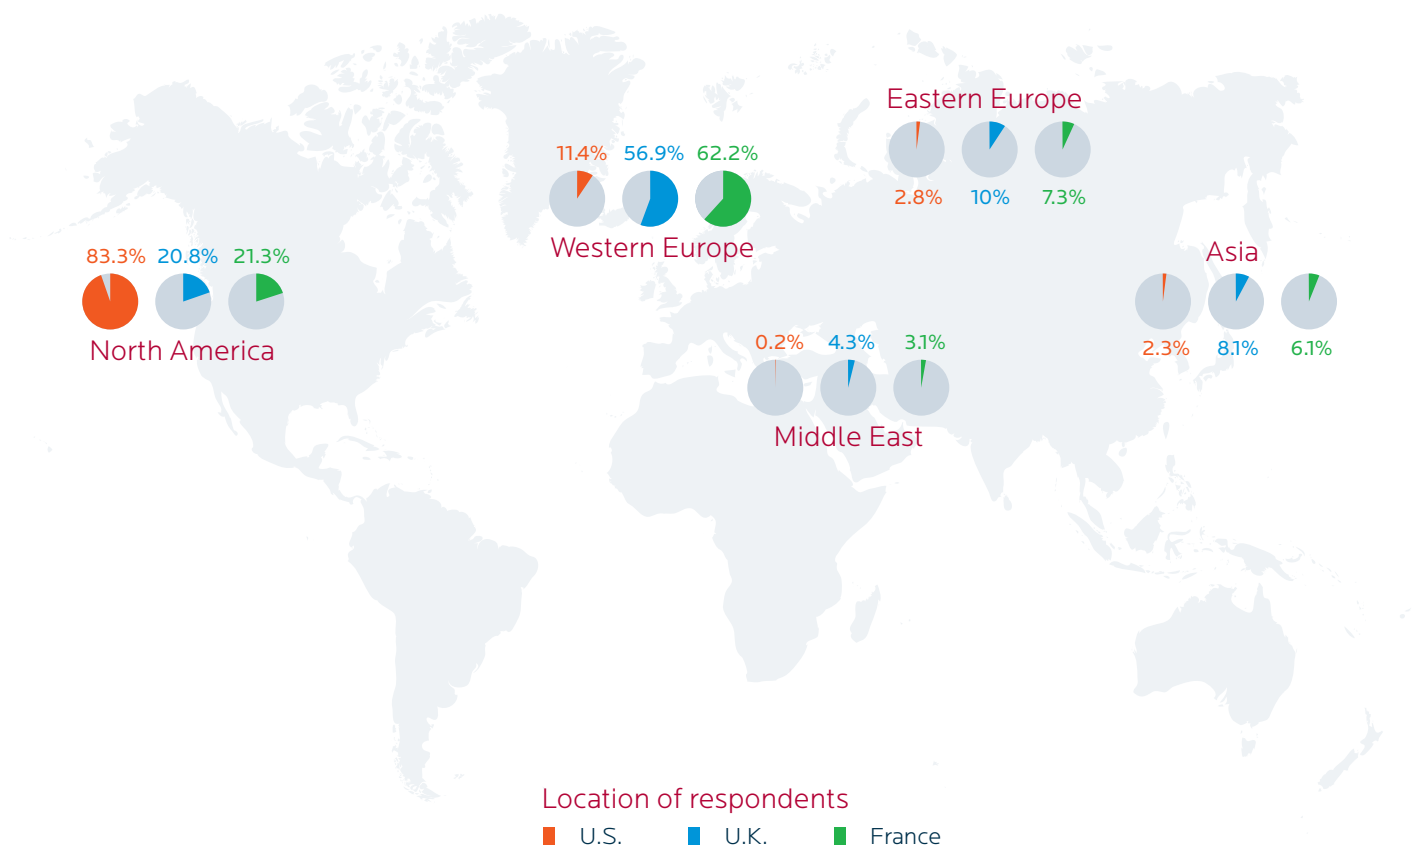 Eastern Europe
2.8% 10% 7.3%
11.4% 56.9% 62.2%
Western Europe
83.3% 20.8% 21.3%
North America
Asia
2.3% 8.1% 6.1%
0.2% 4.3% 3.1%
Middle East
Location of respondents
U.S. U.K. France